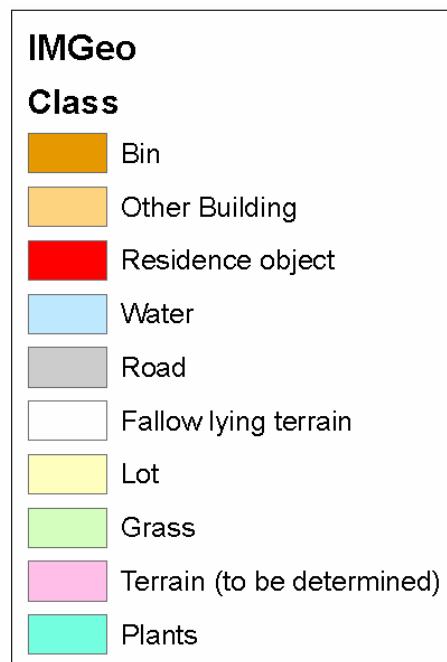 IMGeo
Class
Bin
Other Building
Residence object
Water
Road
Fallow lying terrain
Lot
Grass
Terrain (to be determined)
Plants